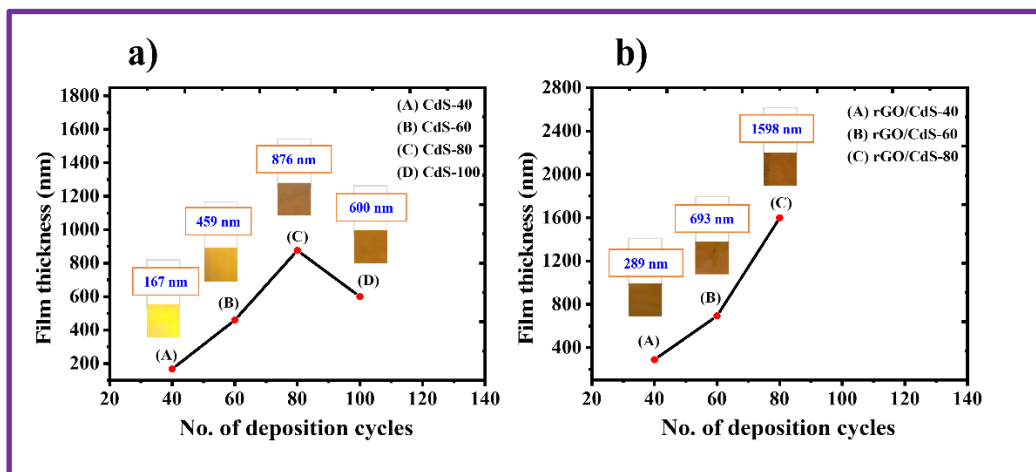 a)
1800
1600
1400
1200
1000
800
600
400
200
20 40 60 80 100 120 140
Film thickness (nm)
No. of deposition cycles
(A) CdS-40
(B) CdS-60
(C) CdS-80
(D) CdS-100
167 nm
459 nm
876 nm
600 nm
(A)
(B)
(C)
(D)
b)
2800
2400
2000
1600
1200
800
400
20 40 60 80 100 120 140
Film thickness (nm)
No. of deposition cycles
(A) rGO/CdS-40
(B) rGO/CdS-60
(C) rGO/CdS-80
289 nm
693 nm
1598 nm
(A)
(B)
(C)